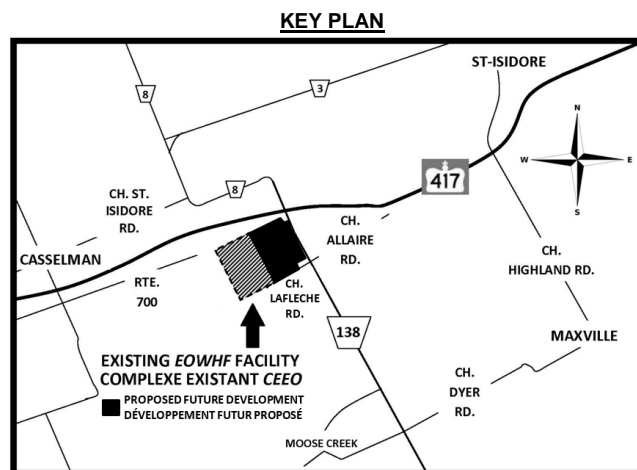 KEY PLAN
ST-ISIDORE
8
3
N
W
E
S
417
CH. ST.
ISIDORE
RD.
8
CH.
ALLAIRE
RD.
CASSELMAN
RTE.
700
CH.
LAFLECHE
RD.
CH.
HIGHLAND RD.
138
MAXVILLE
EXISTING EOWHF FACILITY
COMPLEXE EXISTANT CEEO
PROPOSED FUTURE DEVELOPMENT
DÉVELOPPEMENT FUTUR PROPOSÉ
CH.
DYER
RD.
MOOSE CREEK